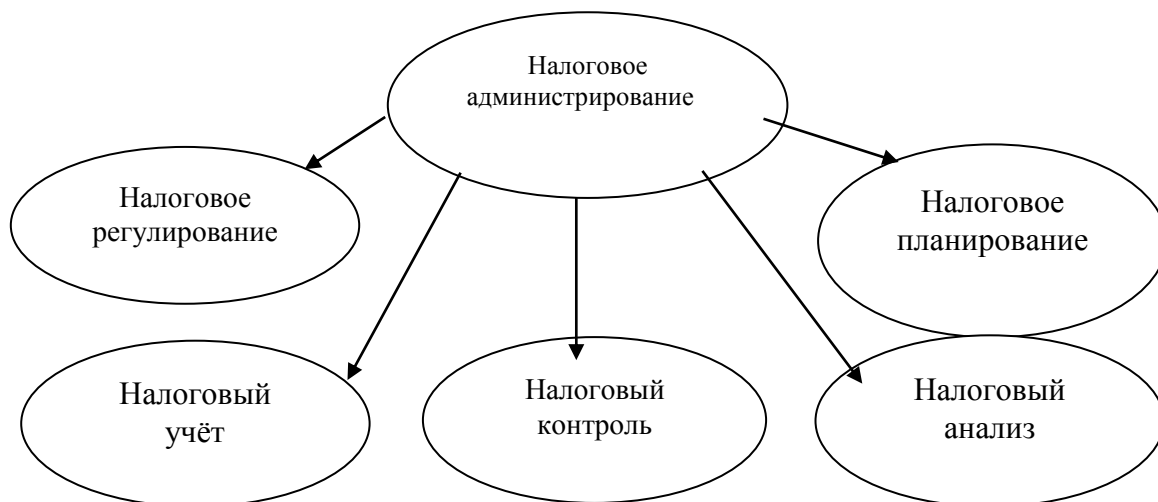 Налоговое
администрирование
Налоговое
регулирование
Налоговое
планирование
Налоговый
учёт
Налоговый
контроль
Налоговый
анализ